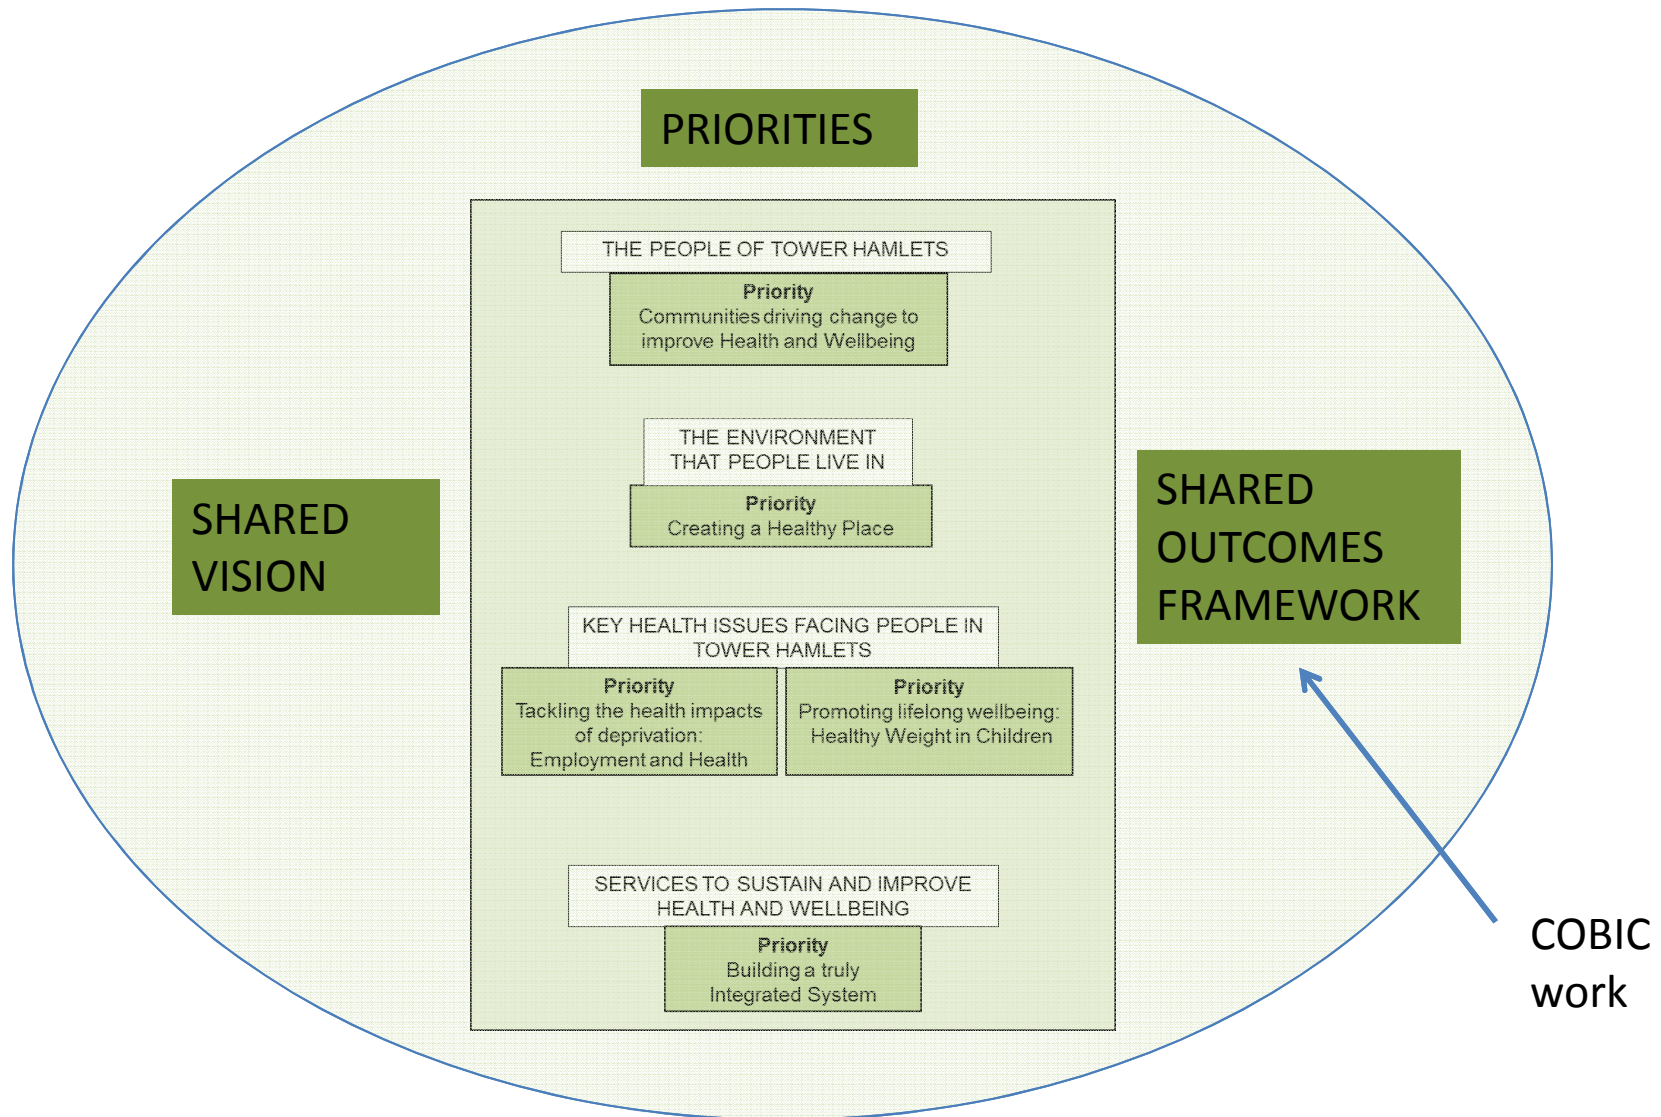 PRIORITIES
THE PEOPLE OF TOWER HAMLETS
Priority
Communities driving change to
improve Health and Wellbeing
THE ENVIRONMENT
THAT PEOPLE LIVE IN
Priority
Creating a Healthy Place
SHARED
VISION
SHARED
OUTCOMES
FRAMEWORK
KEY HEALTH ISSUES FACING PEOPLE IN
TOWER HAMLETS
Priority
Tackling the health impacts
of deprivation:
Employment and Health
Priority
Promoting lifelong wellbeing:
Healthy Weight in Children
SERVICES TO SUSTAIN AND IMPROVE
HEALTH AND WELLBEING
Priority
Building a truly
Integrated System
COBIC
work